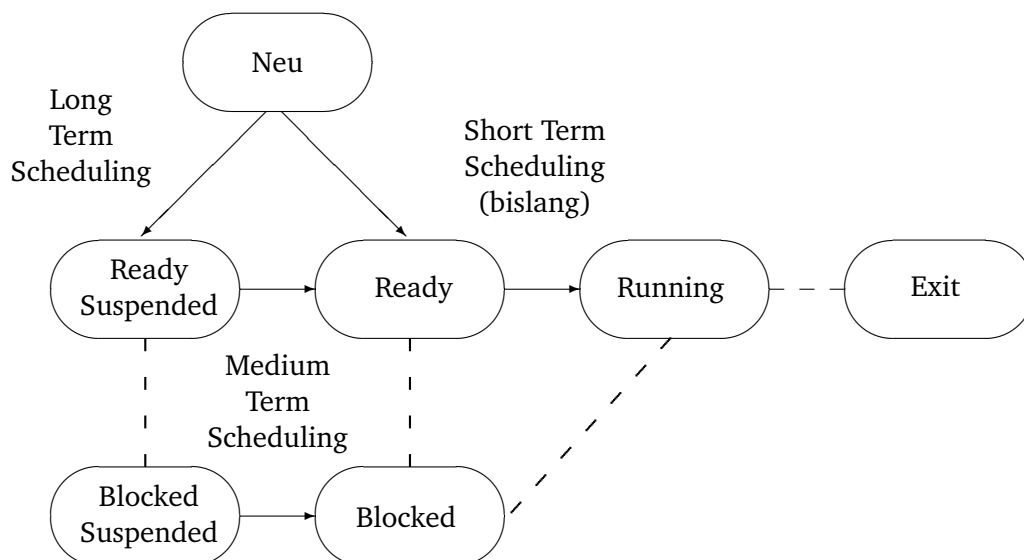 Neu
Long
Term
Scheduling
Short Term
Scheduling
(bislang)
Ready
Suspended
Ready
Running
Exit
Medium
Term
Scheduling
Blocked
Suspended
Blocked